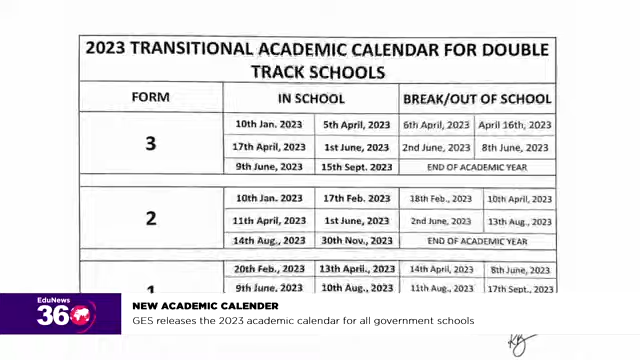 2023 TRANSITIONAL ACADEMIC CALENDAR FOR DOUBLE
TRACK SCHOOLS
FORM IN SCHOOL BREAK/OUT OF SCHOOL
10th Jan. 2023 5th April, 2023 6th April, 2023 April 16th, 2023
3 17th April, 2023 1st June, 2023 2nd June, 2023 8th June, 2023
9th June, 2023 15th Sept. 2023 END OF ACADEMIC YEAR
10th Jan. 2023 17th Feb. 2023 18th Feb., 2023 10th April, 2023
2 11th April, 2023 1st June, 2023 2nd June, 2023 13th Aug., 2023
14th Aug., 2023 30th Nov., 2023 END OF ACADEMIC YEAR
20th Feb., 2023 13th April., 2023 14th April, 2023 8th June, 2023
1 9th June, 2023 10th Aug., 2023 11th Aug., 2023 17th Sept., 2023
EduNews
360
NEW ACADEMIC CALENDER
GES releases the 2023 academic calendar for all government schools